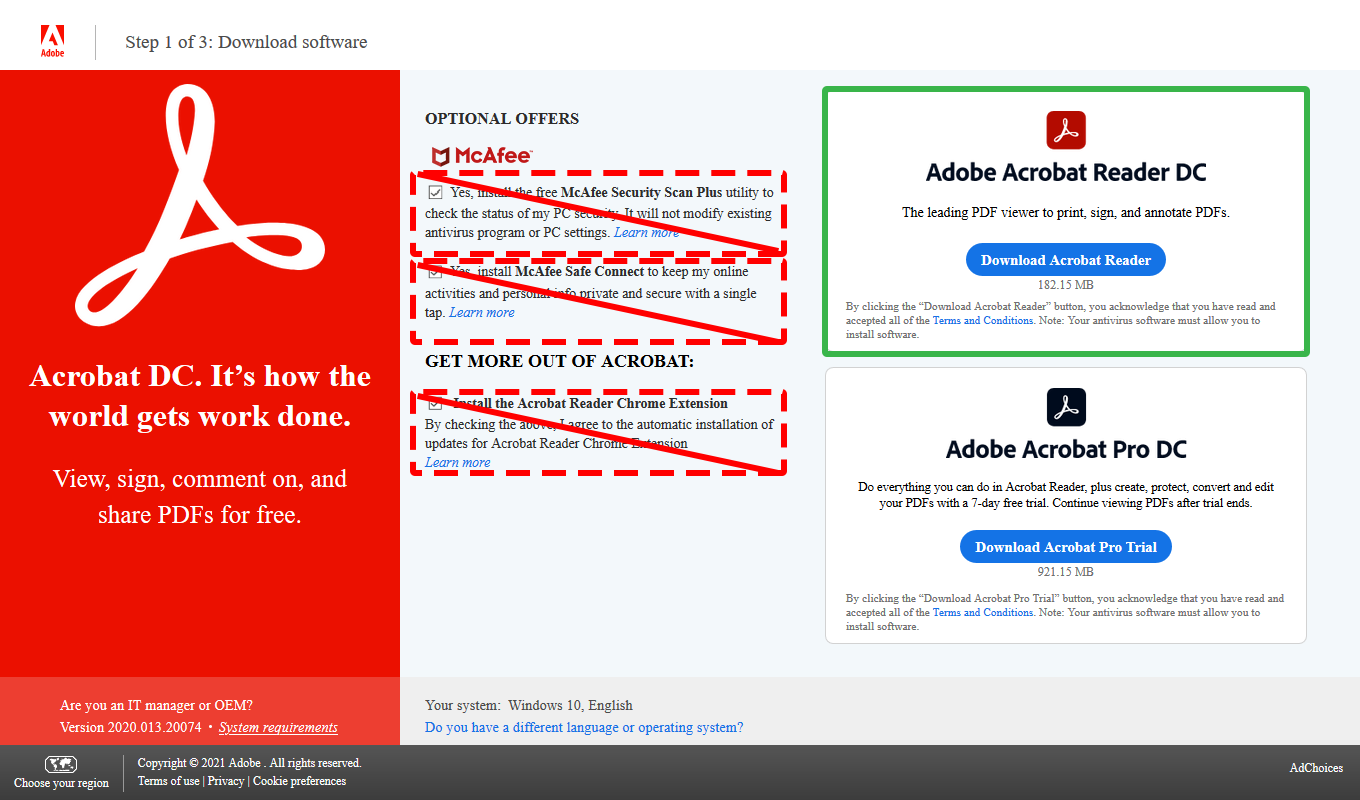 Adobe
Step 1 of 3: Download software
Acrobat DC. It’s how the
world gets work done.
View, sign, comment on, and
share PDFs for free.
OPTIONAL OFFERS
McAfee™
Yes, install the free McAfee Security Scan Plus utility to
check the status of my PC security. It will not modify existing
antivirus program or PC settings. Learn more
Yes, install McAfee Safe Connect to keep my online
activities and personal info private and secure with a single
tap. Learn more
GET MORE OUT OF ACROBAT:
Install the Acrobat Reader Chrome Extension
By checking the above, I agree to the automatic installation of
updates for Acrobat Reader Chrome Extension
Learn more
Adobe Acrobat Reader DC
The leading PDF viewer to print, sign, and annotate PDFs.
Download Acrobat Reader
182.15 MB
By clicking the “Download Acrobat Reader” button, you acknowledge that you have read and
accepted all of the Terms and Conditions. Note: Your antivirus software must allow you to
install software.
Adobe Acrobat Pro DC
Do everything you can do in Acrobat Reader, plus create, protect, convert and edit
your PDFs with a 7-day free trial. Continue viewing PDFs after trial ends.
Download Acrobat Pro Trial
921.15 MB
By clicking the “Download Acrobat Pro Trial” button, you acknowledge that you have read and
accepted all of the Terms and Conditions. Note: Your antivirus software must allow you to
install software.
Are you an IT manager or OEM?
Version 2020.013.20074 • System requirements
Your system: Windows 10, English
Do you have a different language or operating system?
Choose your region
Copyright © 2021 Adobe . All rights reserved.
Terms of use | Privacy | Cookie preferences
AdChoices